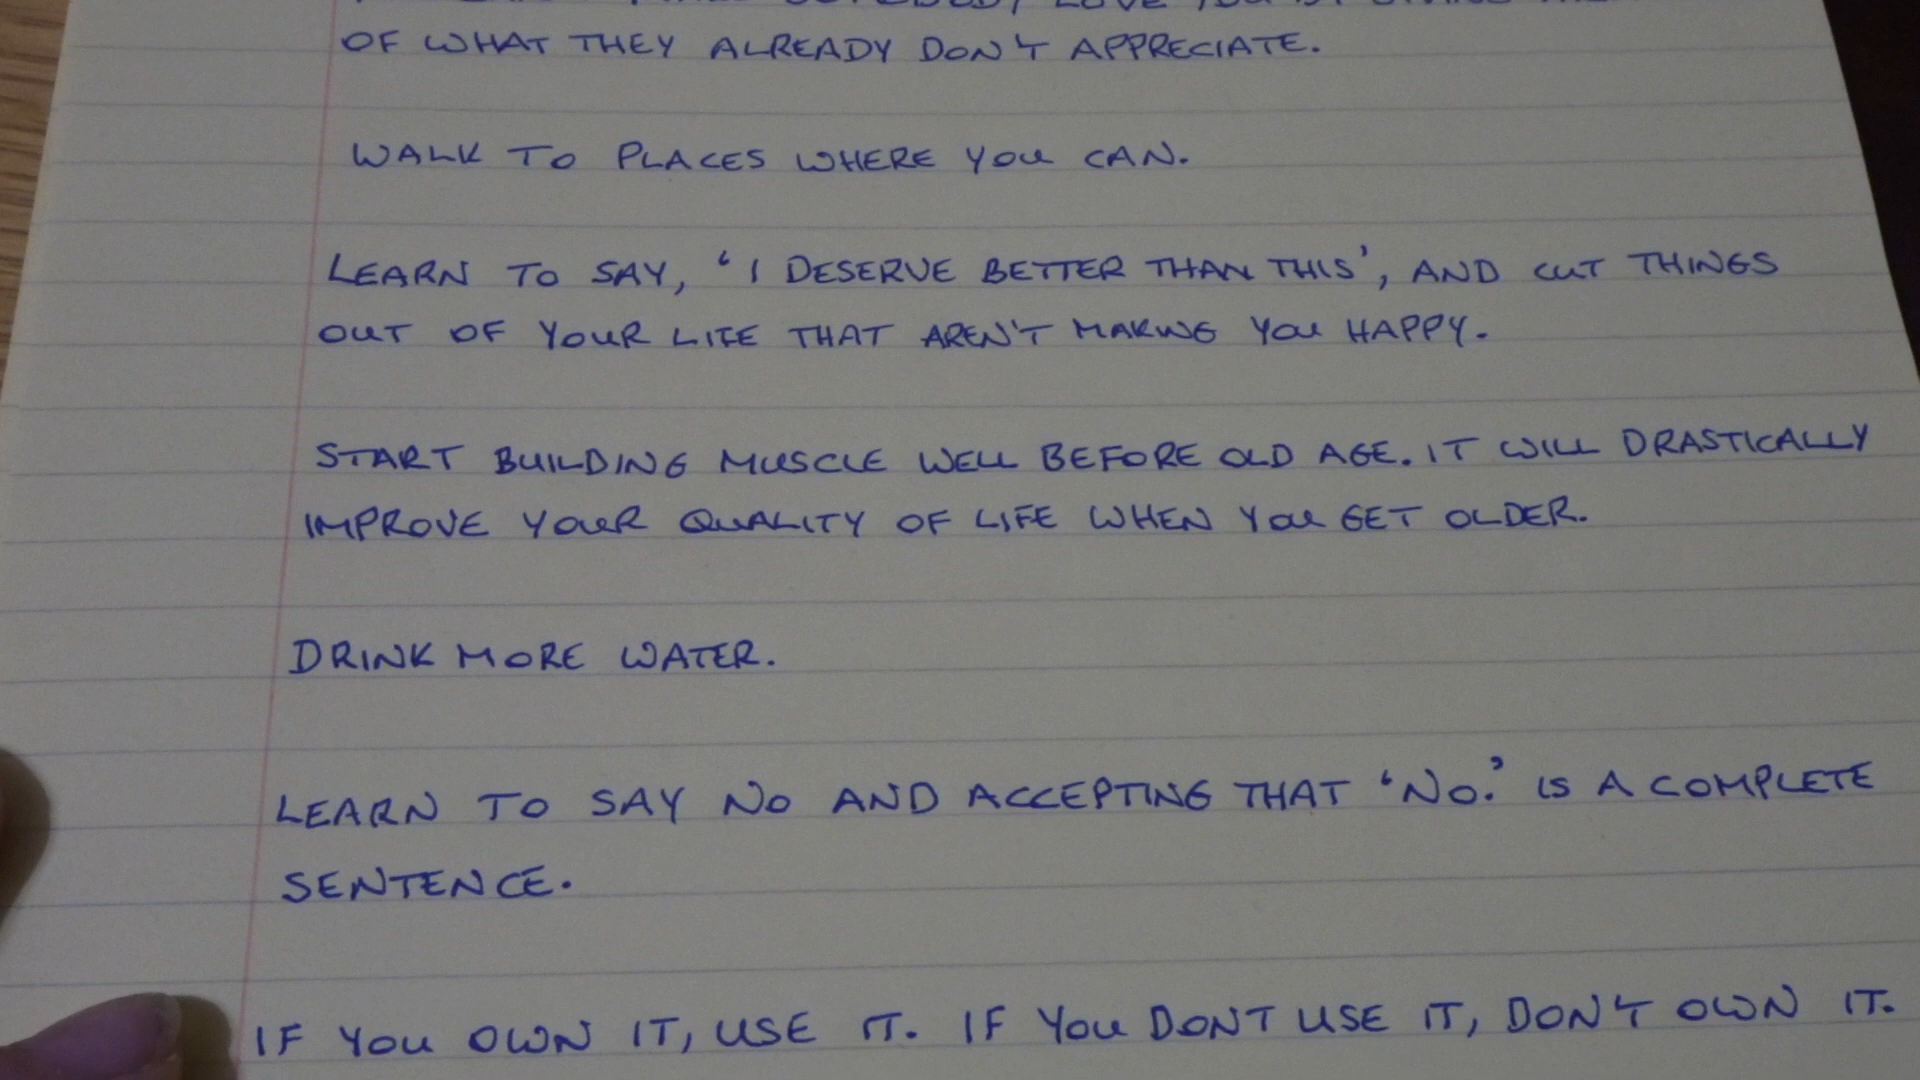 LOVE YOU
OF WHAT THEY ALREADY DON'T APPRECIATE.
WALK TO PLACES WHERE YOU CAN.
LEARN TO SAY, 'I DESERVE BETTER THAN THIS', AND CUT THINGS
OUT OF YOUR LIFE THAT AREN'T MAKING YOU HAPPY.
START BUILDING MUSCLE WELL BEFORE OLD AGE. IT WILL DRASTICALLY
IMPROVE YOUR QUALITY OF LIFE WHEN YOU GET OLDER.
DRINK MORE WATER.
LEARN TO SAY NO AND ACCEPTING THAT 'NO.' IS A COMPLETE
SENTENCE.
IF YOU OWN IT, USE IT. IF YOU DONT USE IT, DON'T OWN IT.